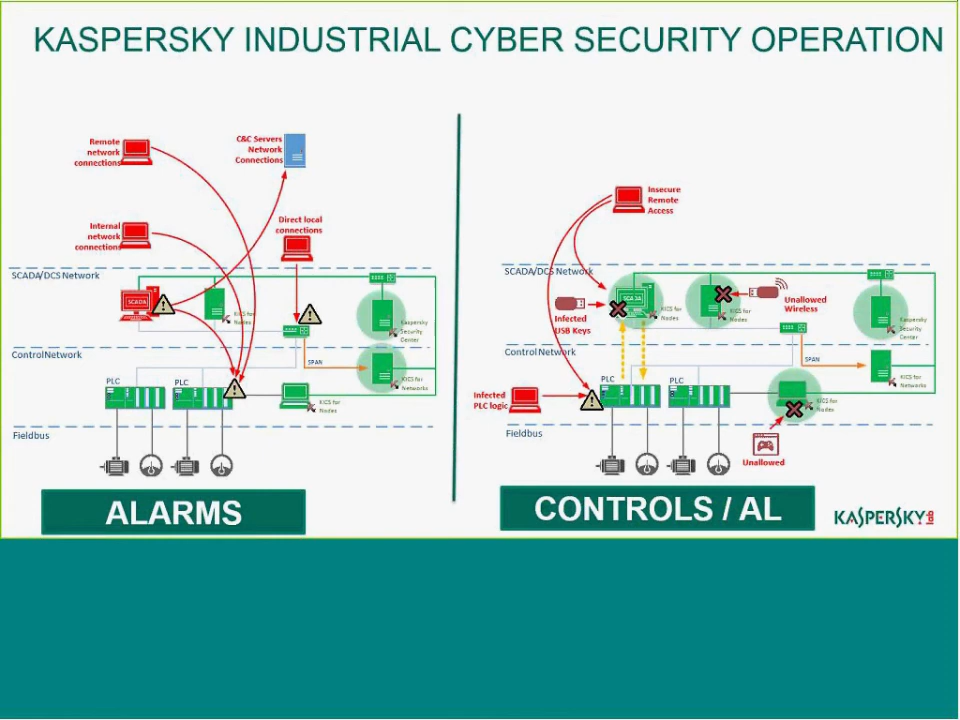 KASPERSKY INDUSTRIAL CYBER SECURITY OPERATION
Remote
network
connections
C&C Servers
Network
Connections
Internal
network
connections
Direct local
connections
SCADA/DCS Network
SCADA
KICS for
Nodes
Kaspersky
Security
Center
ControlNetwork
SPAN
PLC
PLC
KICS for
Networks
KICS for
Nodes
Fieldbus
ALARMS
Insecure
Remote
Access
SCADA/DCS Network
KICS for
Nodes
KICS for
Nodes
Infected
USB Keys
Unallowed
Wireless
Kaspersky
Security
Center
Control Network
SPAN
PLC
PLC
KICS for
Networks
Infected
PLC logic
KICS for
Nodes
Fieldbus
Unallowed
CONTROLS / AL
KASPERSKY lab